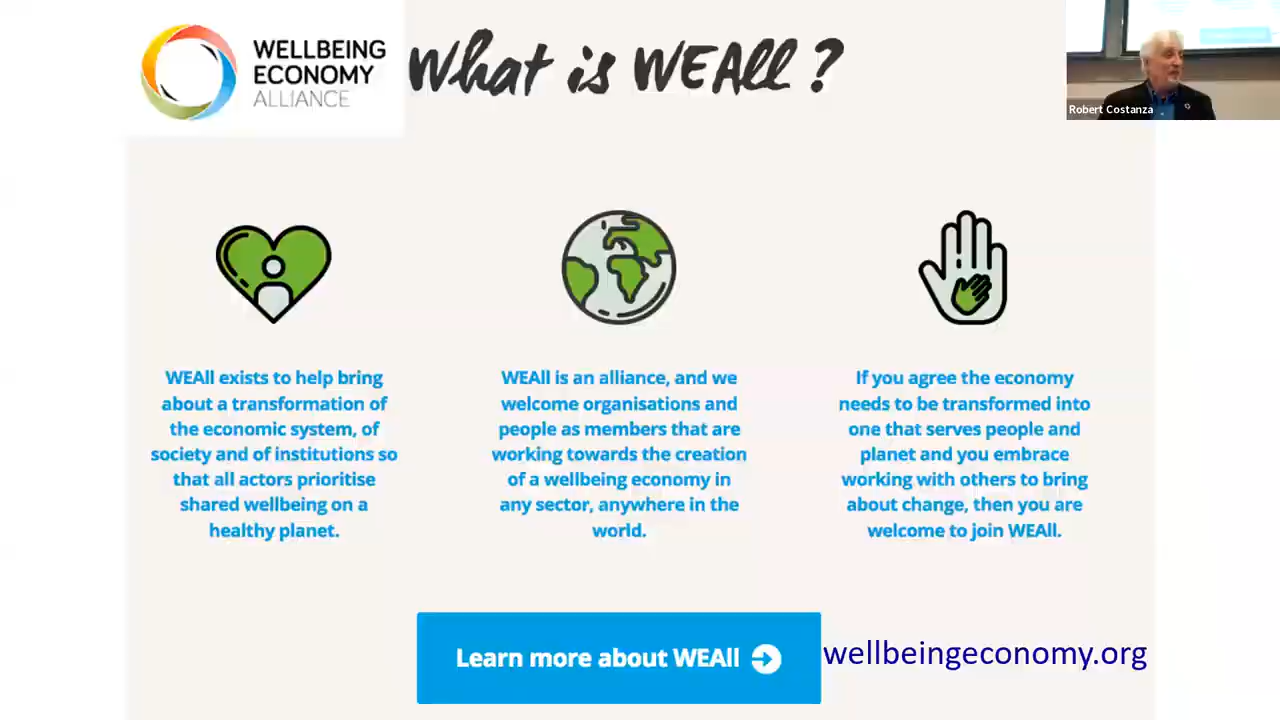 WELLBEING
ECONOMY
ALLIANCE
What is WEAll ?
Robert Costanza
WEAll exists to help bring
about a transformation of
the economic system, of
society and of institutions so
that all actors prioritise
shared wellbeing on a
healthy planet.
WEAll is an alliance, and we
welcome organisations and
people as members that are
working towards the creation
of a wellbeing economy in
any sector, anywhere in the
world.
If you agree the economy
needs to be transformed into
one that serves people and
planet and you embrace
working with others to bring
about change, then you are
welcome to join WEAll.
Learn more about WEAll
wellbeingeconomy.org